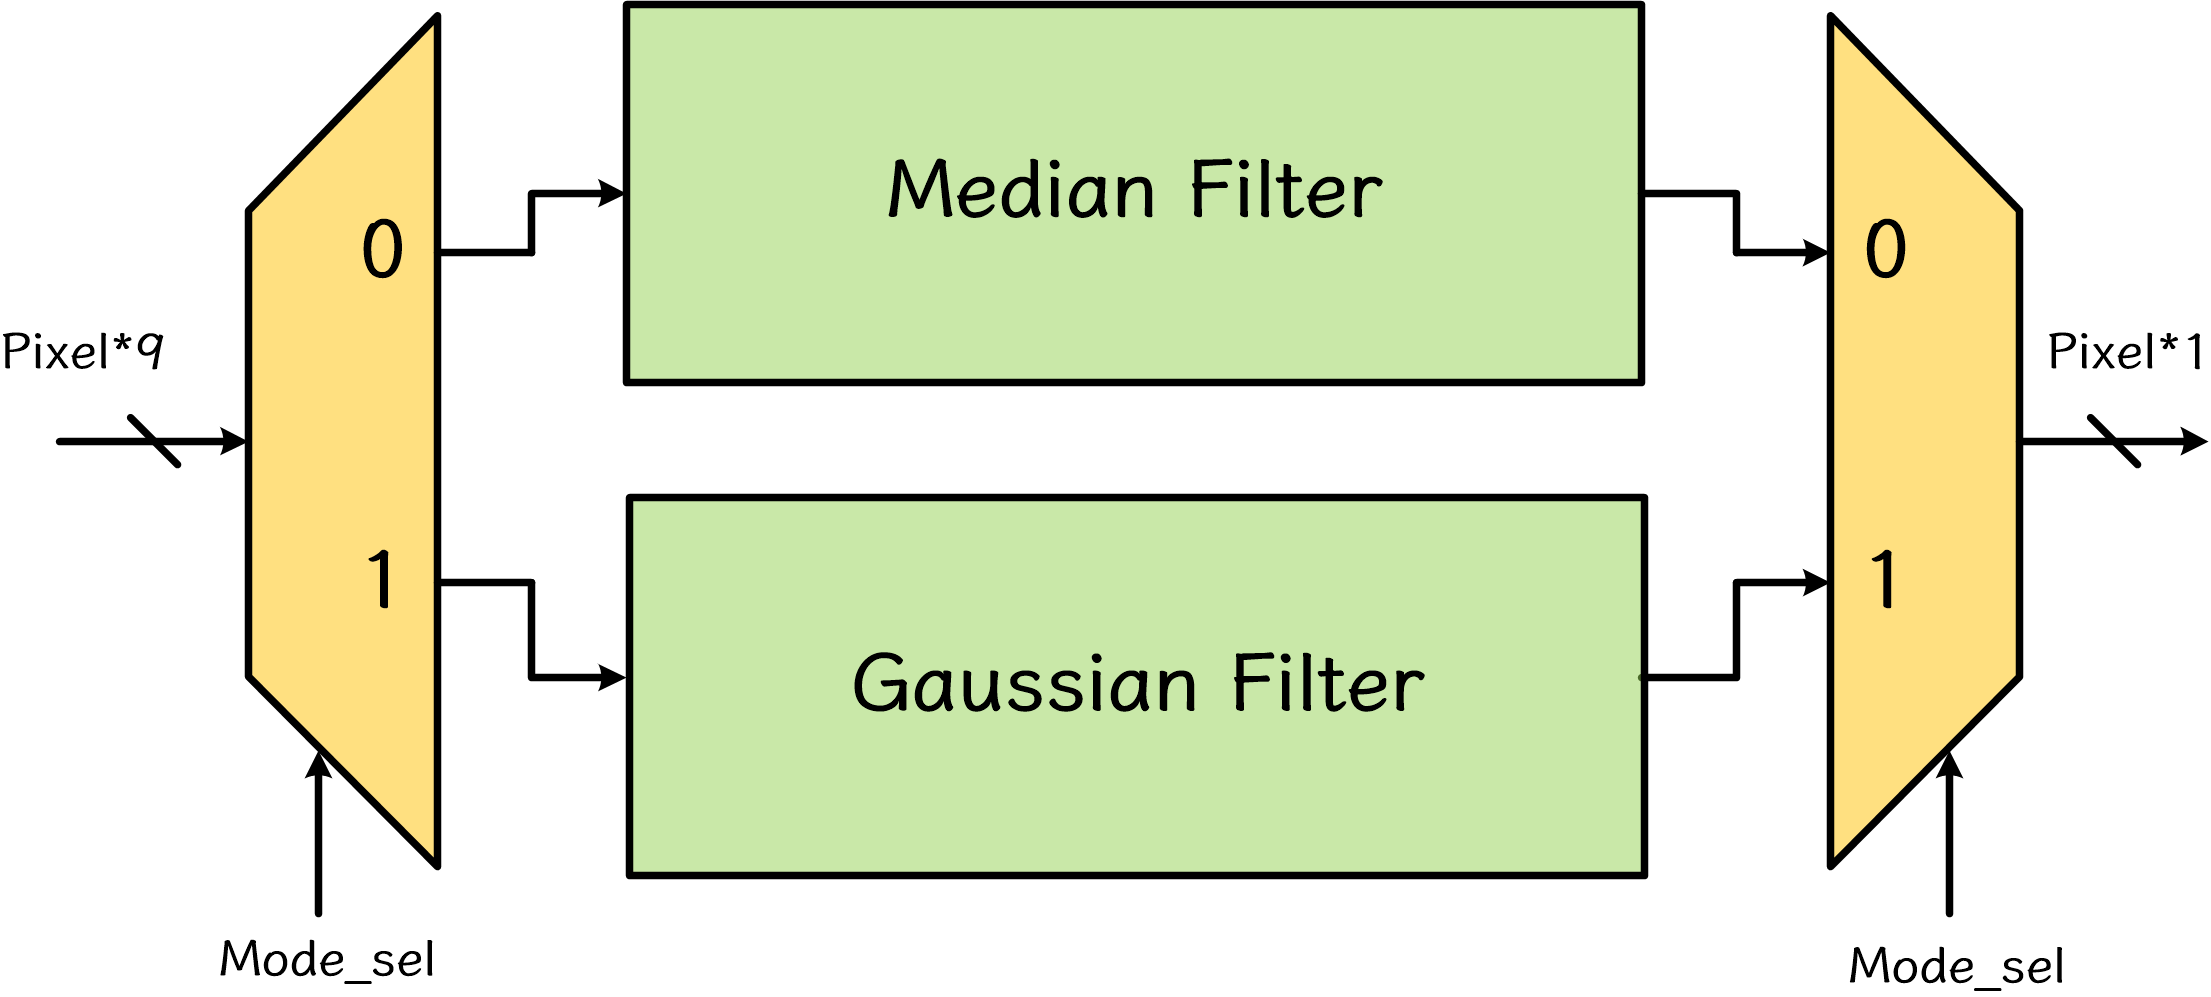 Median Filter
0
0
Pixel*9
Pixel*1
1
1
Gaussian Filter
Mode_sel
Mode_sel